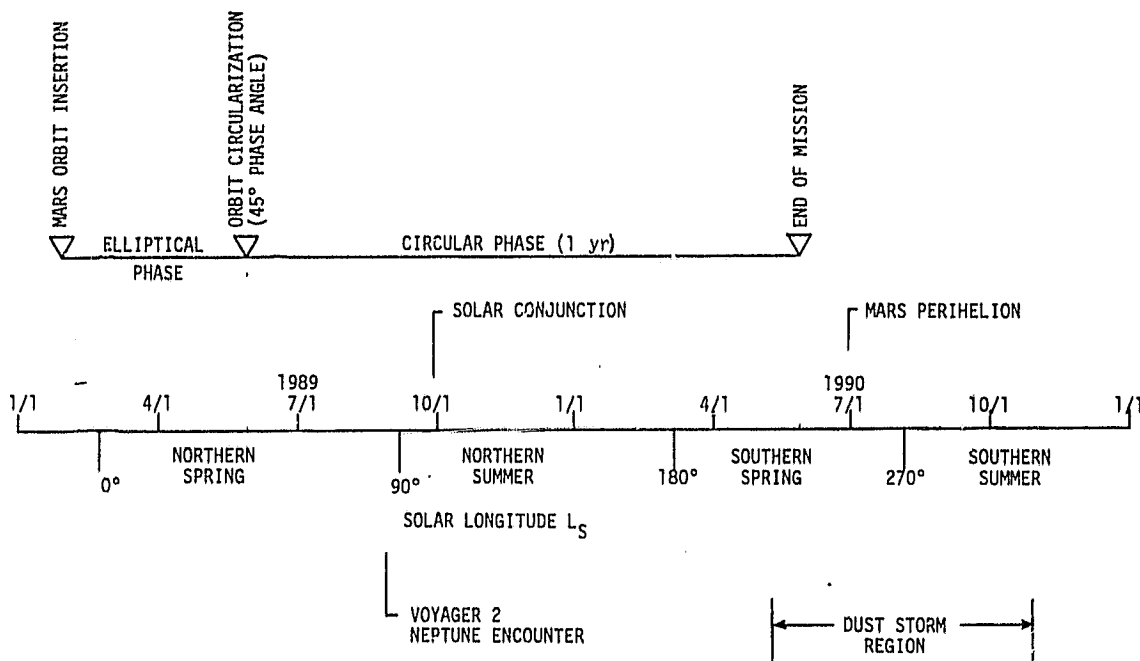 MARS ORBIT INSERTION
ORBIT CIRCULARIZATION
(45° PHASE ANGLE)
END OF MISSION
ELLIPTICAL
PHASE
CIRCULAR PHASE (1 yr)
SOLAR CONJUNCTION
MARS PERIHELION
1989
1990
1/1 4/1 7/1 10/1 1/1 4/1 7/1 10/1 1/1
NORTHERN
SPRING
NORTHERN
SUMMER
SOUTHERN
SPRING
SOUTHERN
SUMMER
0° 90° 180° 270°
SOLAR LONGITUDE LS
VOYAGER 2
NEPTUNE ENCOUNTER
DUST STORM
REGION